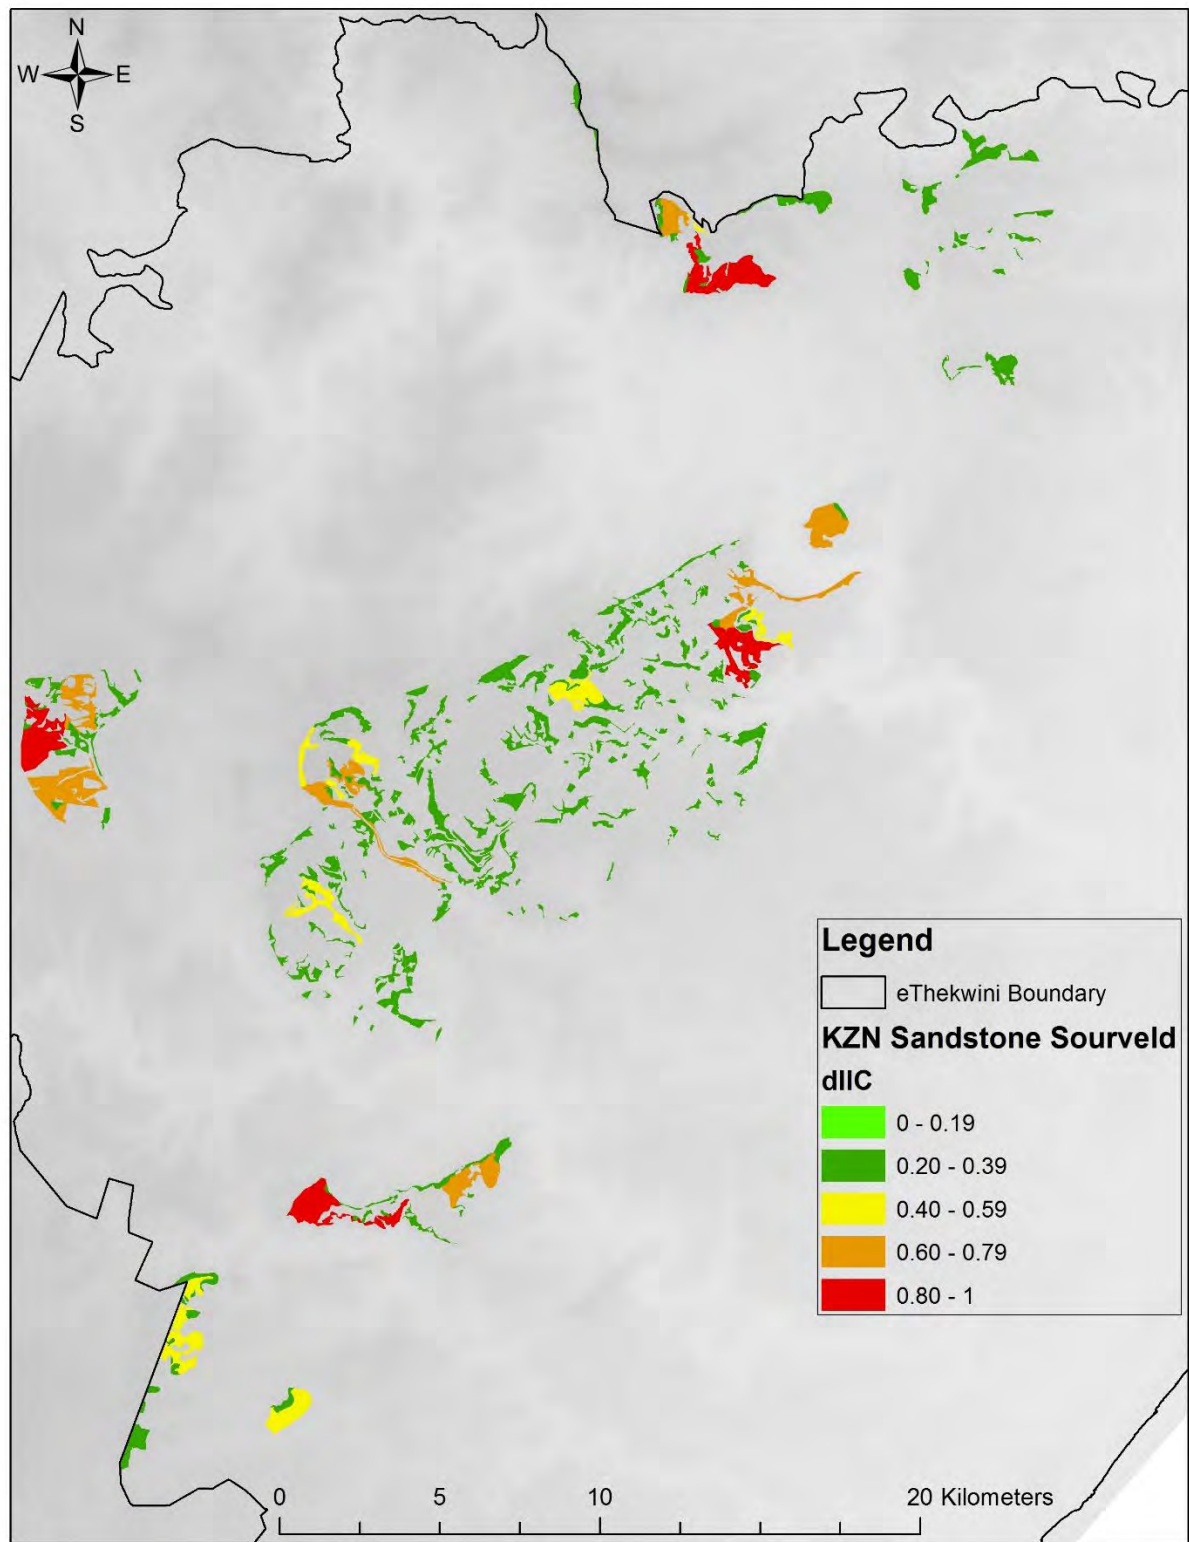 N
W E
S
Legend
eThekwini Boundary
KZN Sandstone Sourveld
dIIC
0 - 0.19
0.20 - 0.39
0.40 - 0.59
0.60 - 0.79
0.80 - 1
0 5 10 20 Kilometers